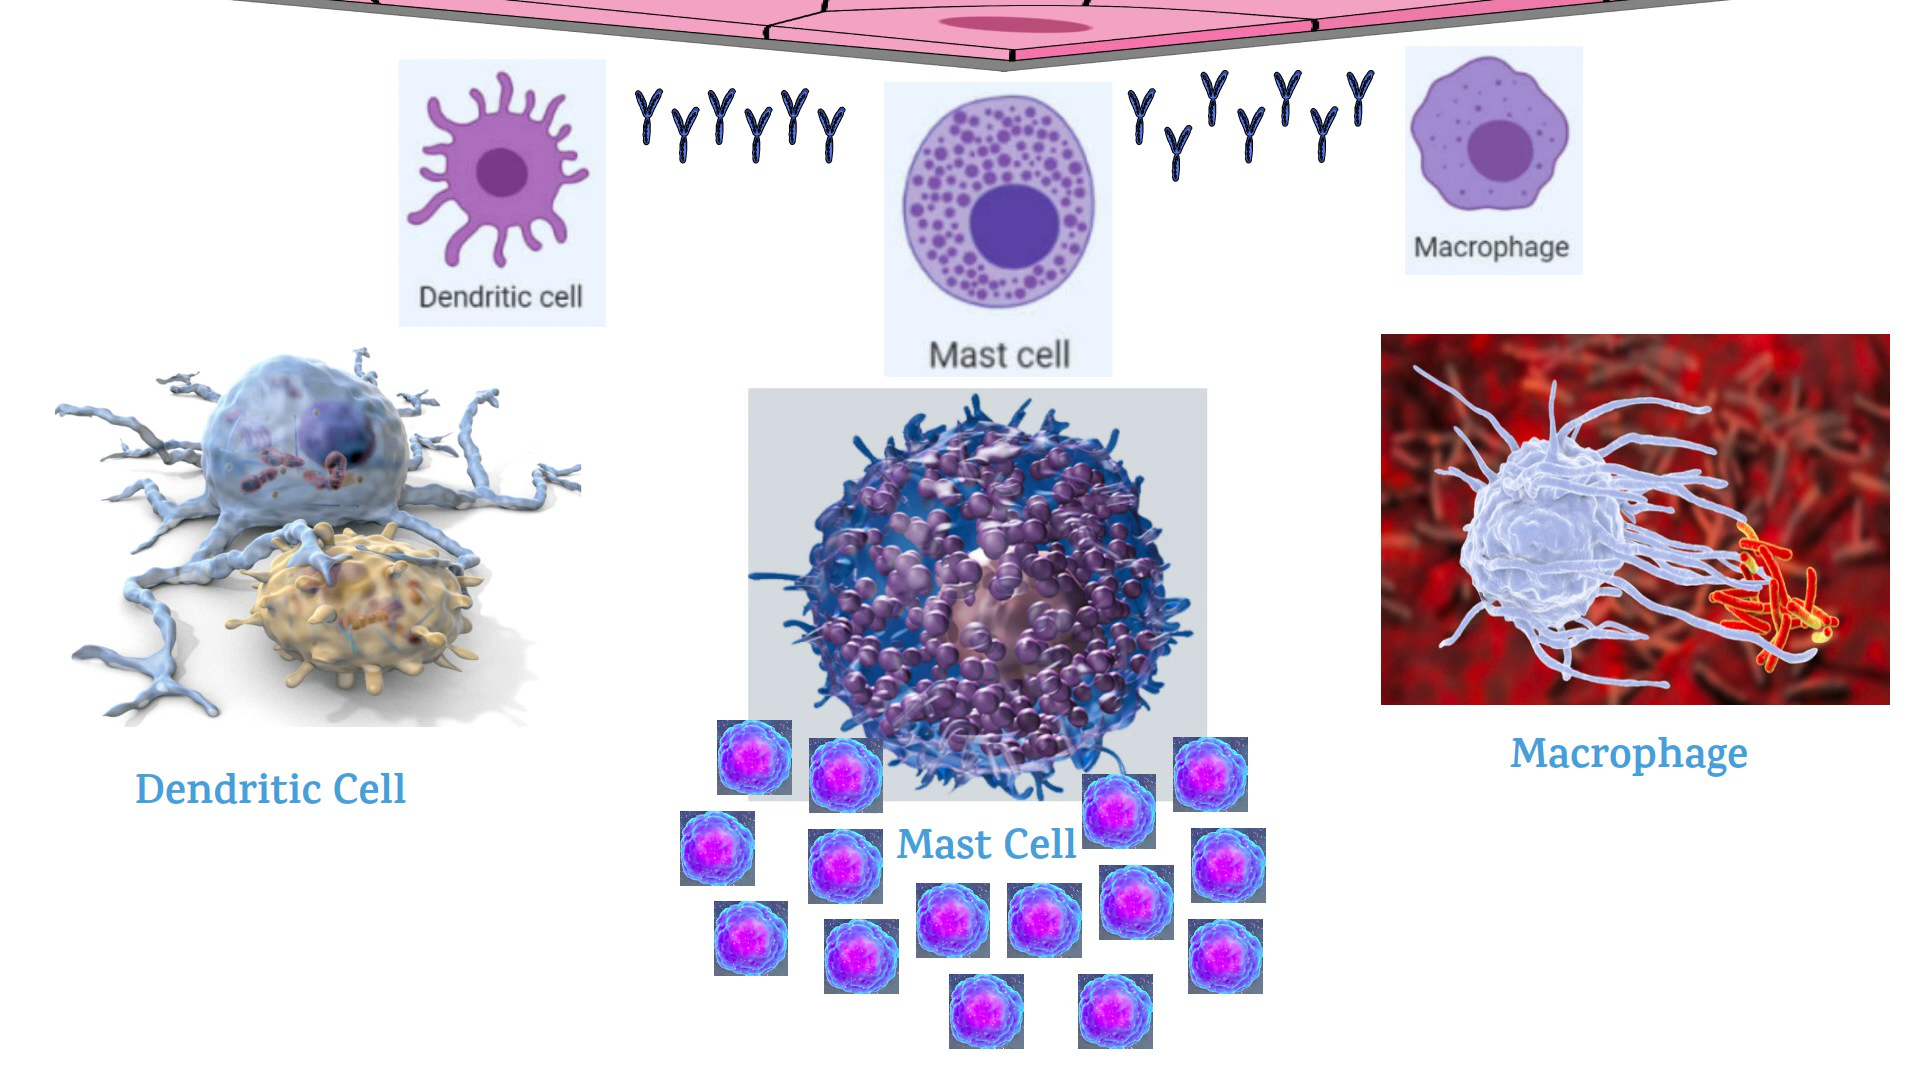 Dendritic cell
Mast cell
Macrophage
Dendritic Cell
Mast Cell
Macrophage